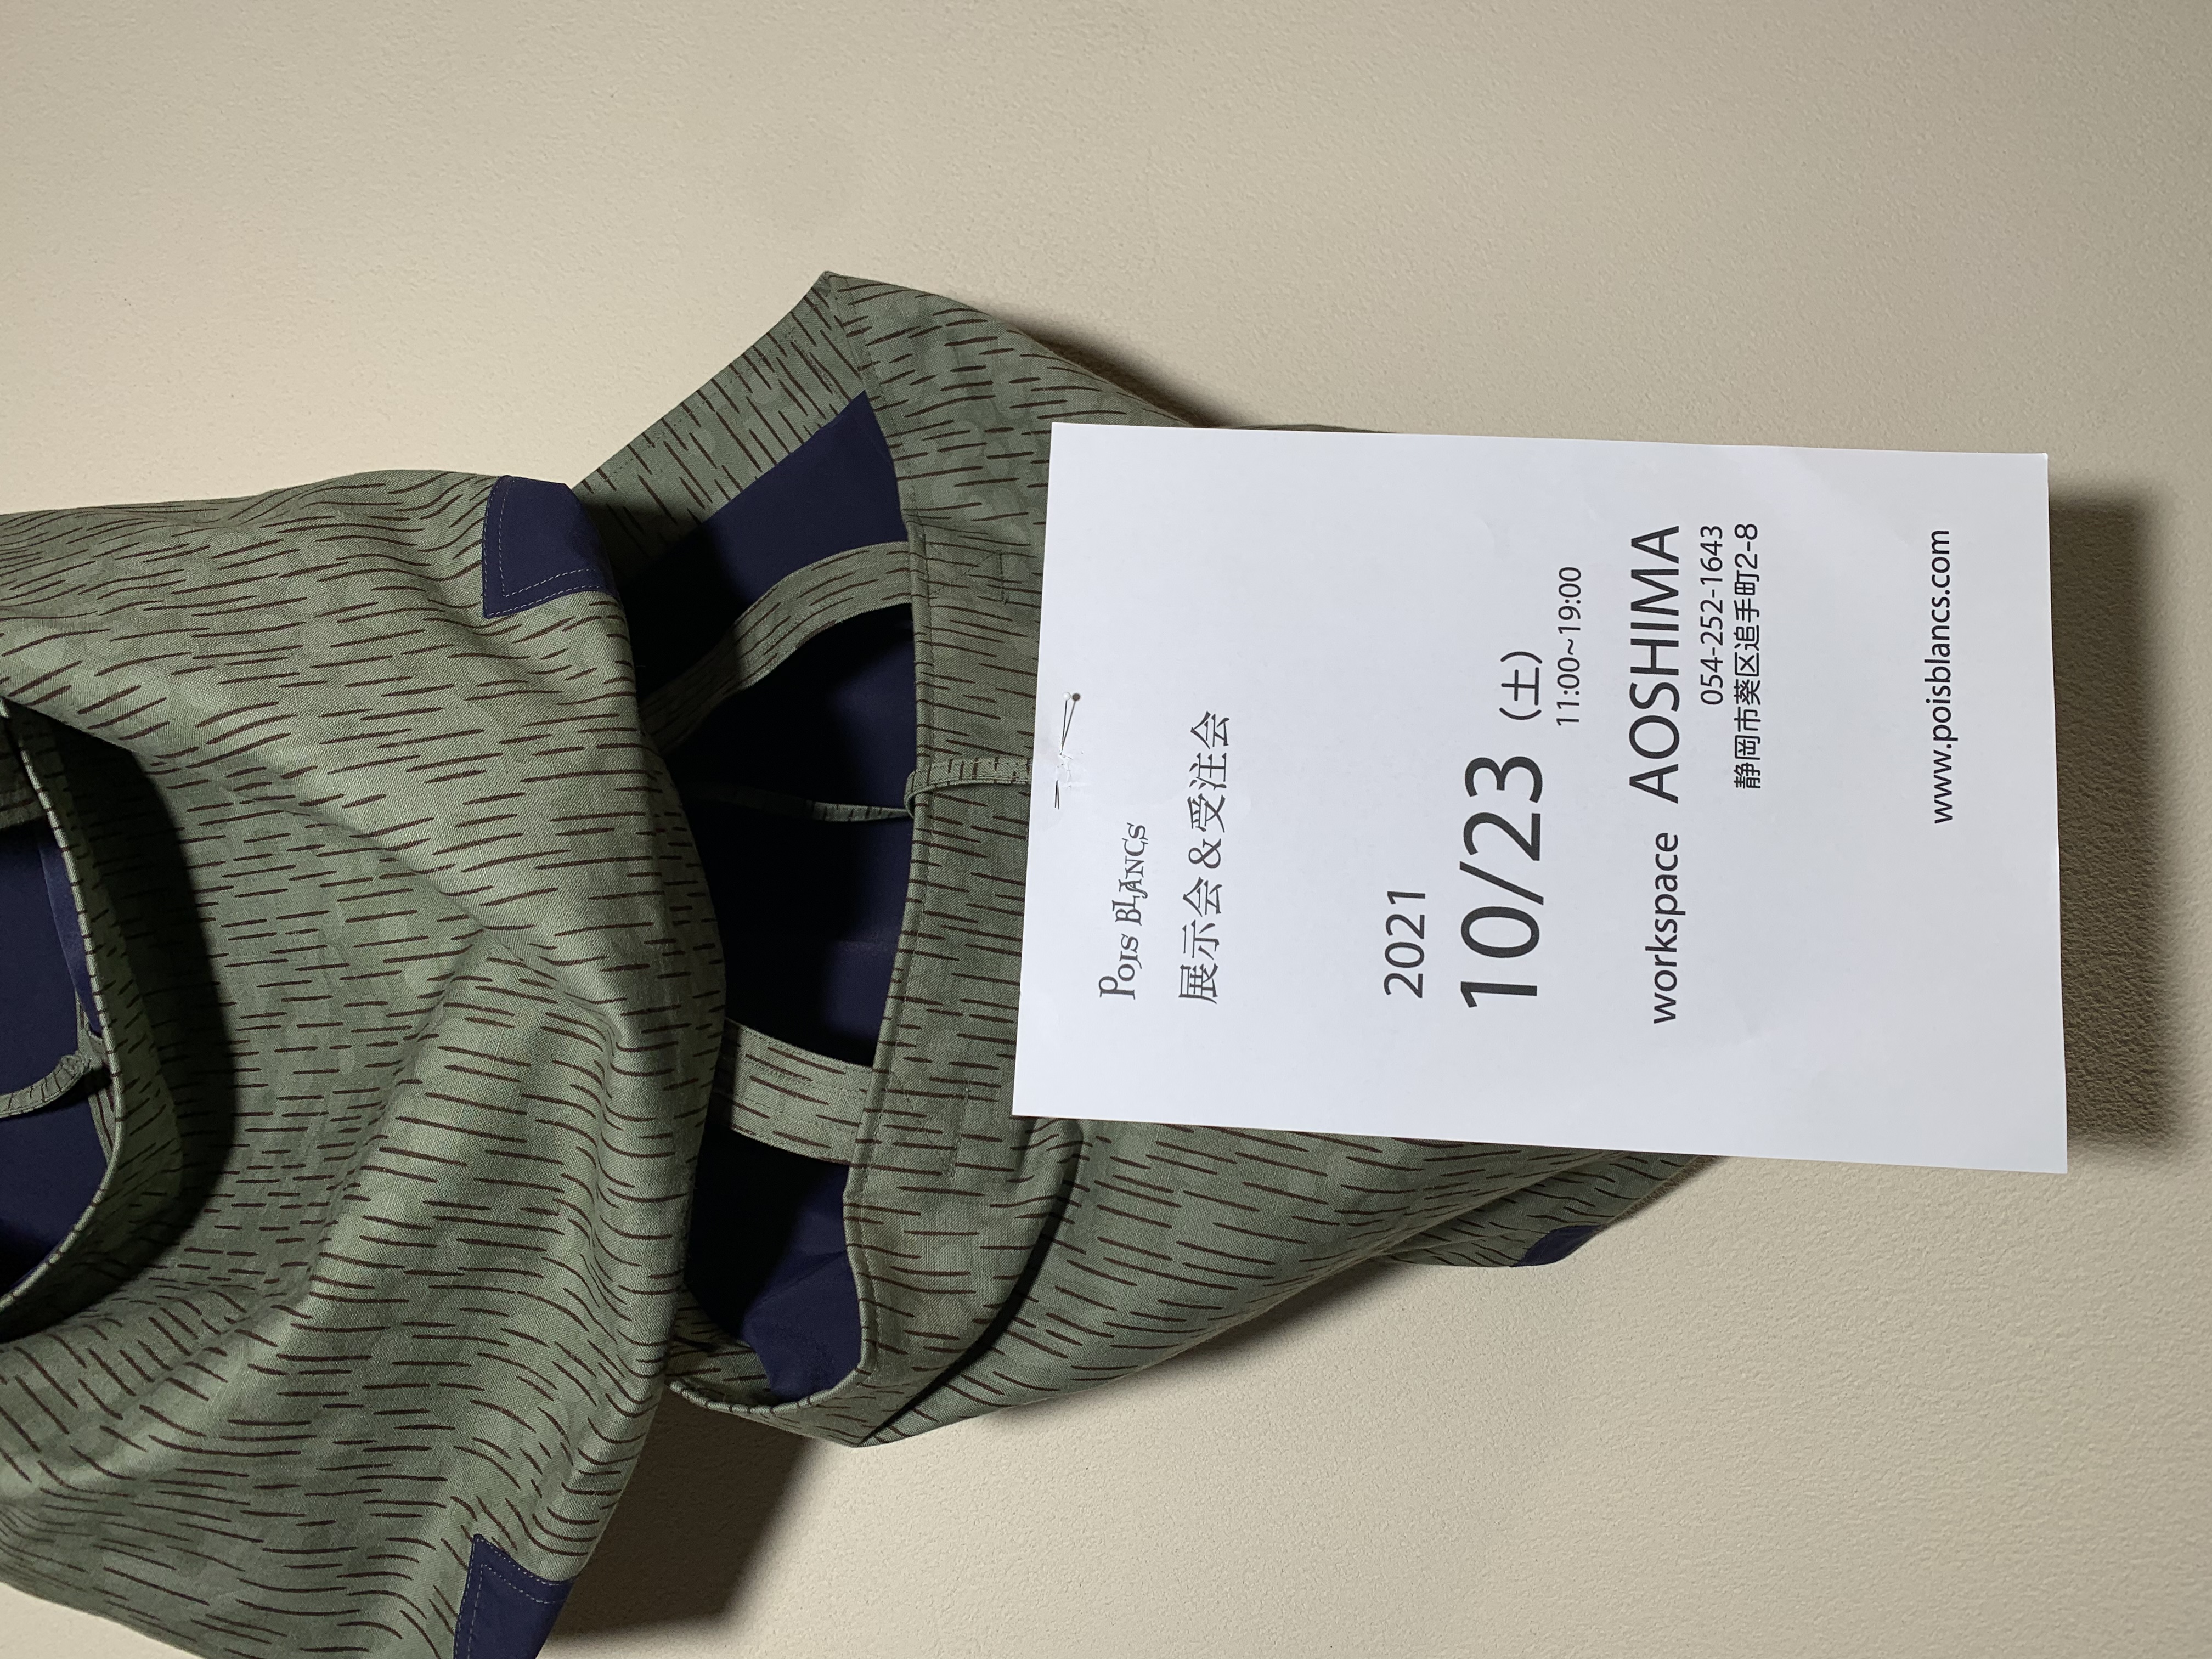 Pois Blancs
展示会&受注会
2021
10/23（土）
11:00~19:00
workspace AOSHIMA
054-252-1643
静岡市葵区追手町2-8
www.poisblancs.com